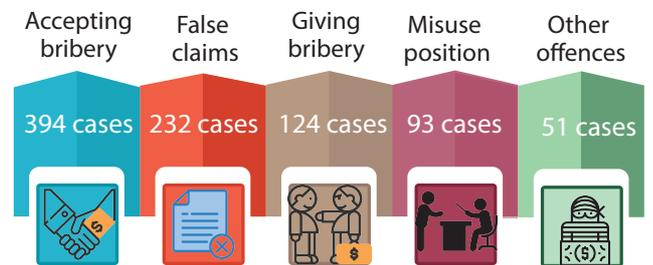 Accepting
bribery
False
claims
Giving
bribery
Misuse
position
Other
offences
394 cases
232 cases
124 cases
93 cases
51 cases
$
$
($)